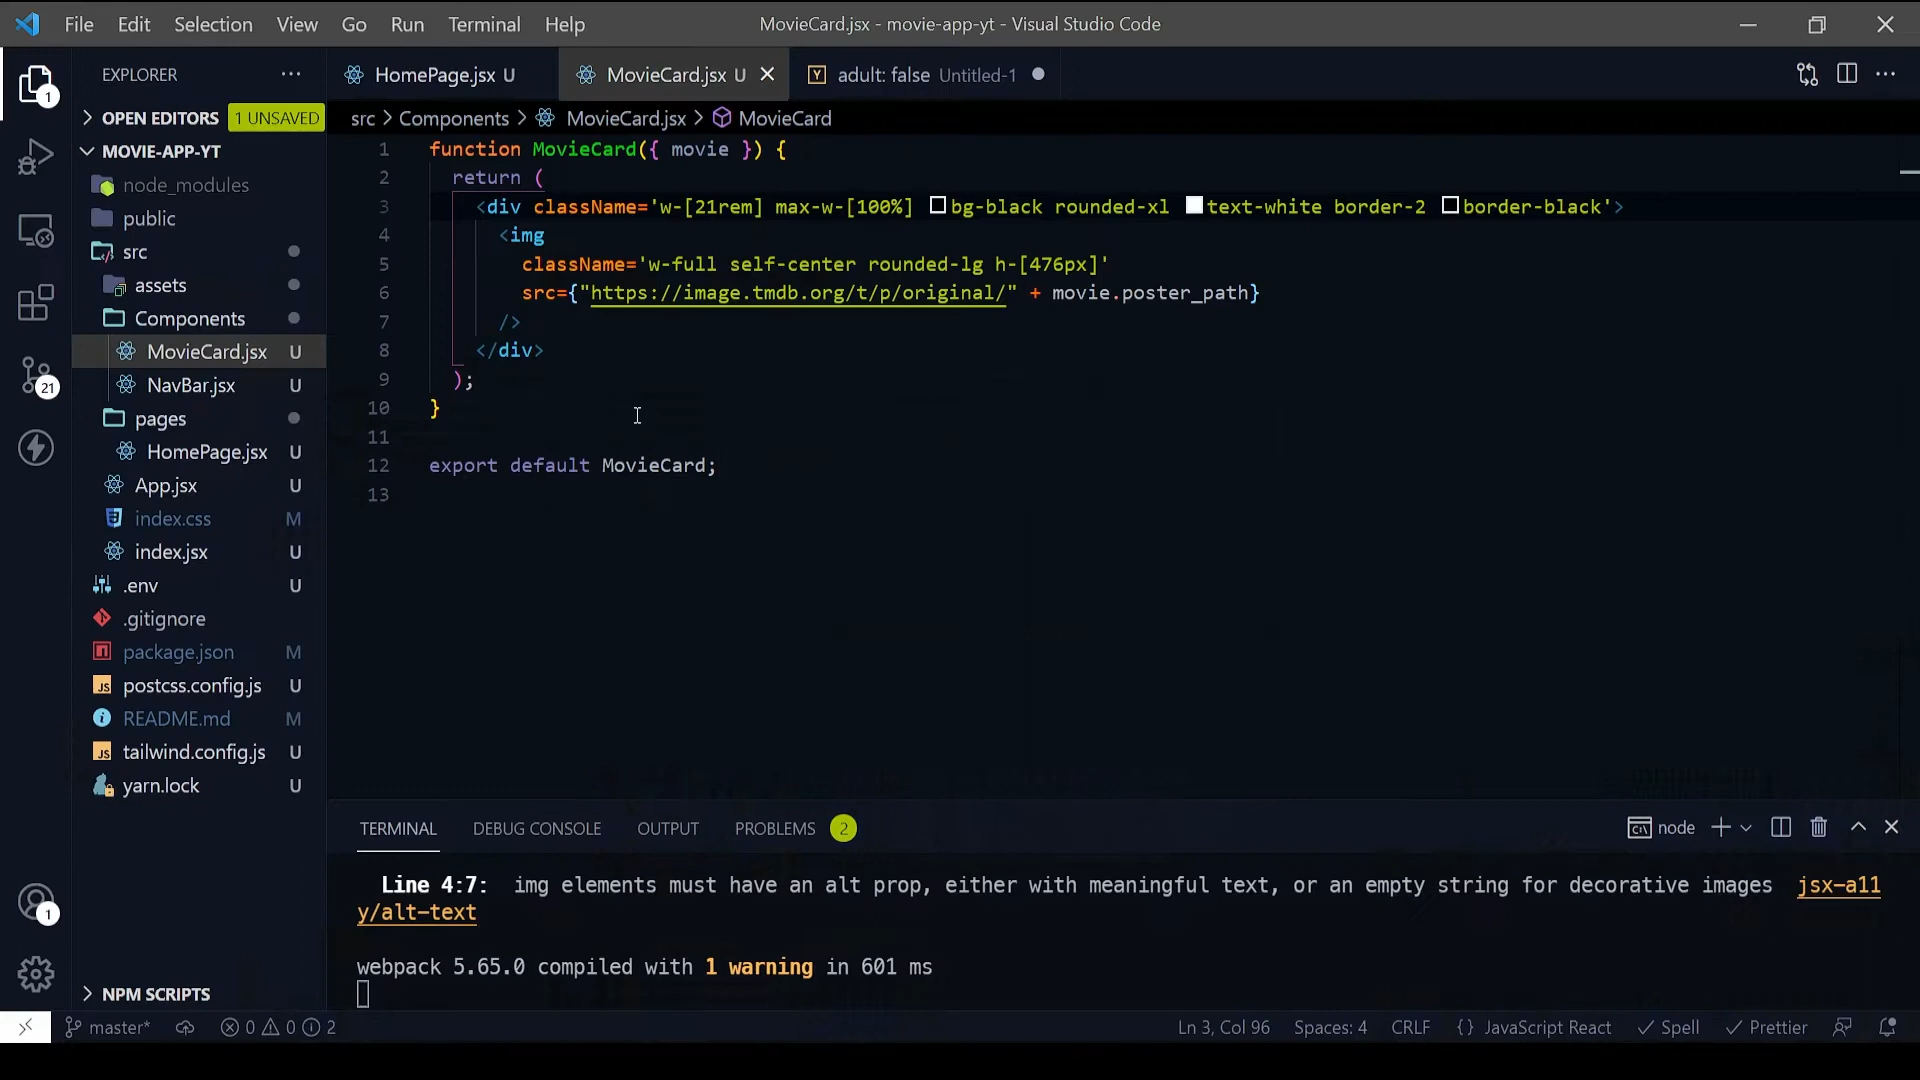 File Edit Selection View Go Run Terminal Help MovieCard.jsx - movie-app-yt - Visual Studio Code
EXPLORER
HomePage.jsx U
MovieCard.jsx U
adult: false Untitled-1
1
OPEN EDITORS 1 UNSAVED
src > Components > MovieCard.jsx > MovieCard
MOVIE-APP-YT
node_modules
public
src
assets
Components
MovieCard.jsx U
NavBar.jsx U
pages
HomePage.jsx U
App.jsx U
index.css M
index.jsx U
.env U
.gitignore
package.json M
postcss.config.js U
README.md M
tailwind.config.js U
yarn.lock U
NPM SCRIPTS
21
1
1 function MovieCard({ movie }) {
2 return (
3 <div className='w-[21rem] max-w-[100%] bg-black rounded-xl text-white border-2 border-black'>
4 <img
5 className='w-full self-center rounded-lg h-[476px]'
6 src={"https://image.tmdb.org/t/p/original/" + movie.poster_path}
7 />
8 </div>
9 );
10 }
11
12 export default MovieCard;
13
TERMINAL DEBUG CONSOLE OUTPUT PROBLEMS 2
node
Line 4:7: img elements must have an alt prop, either with meaningful text, or an empty string for decorative images jsx-a11
y/alt-text
webpack 5.65.0 compiled with 1 warning in 601 ms
master* 0 0 2 Ln 3, Col 96 Spaces: 4 CRLF {} JavaScript React Spell Prettier